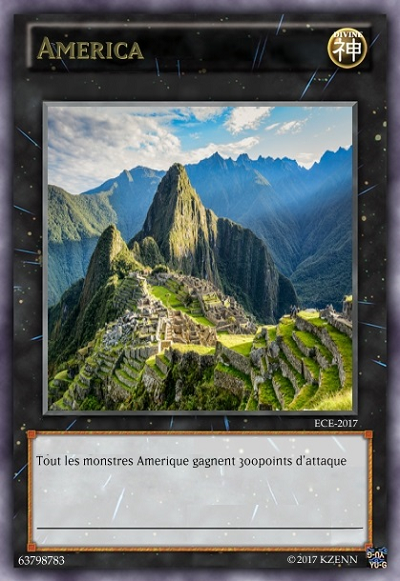 America
DIVINE
神
ECE-2017
Tout les monstres Amerique gagnent 300points d'attaque
63798783
©2017 KZENN